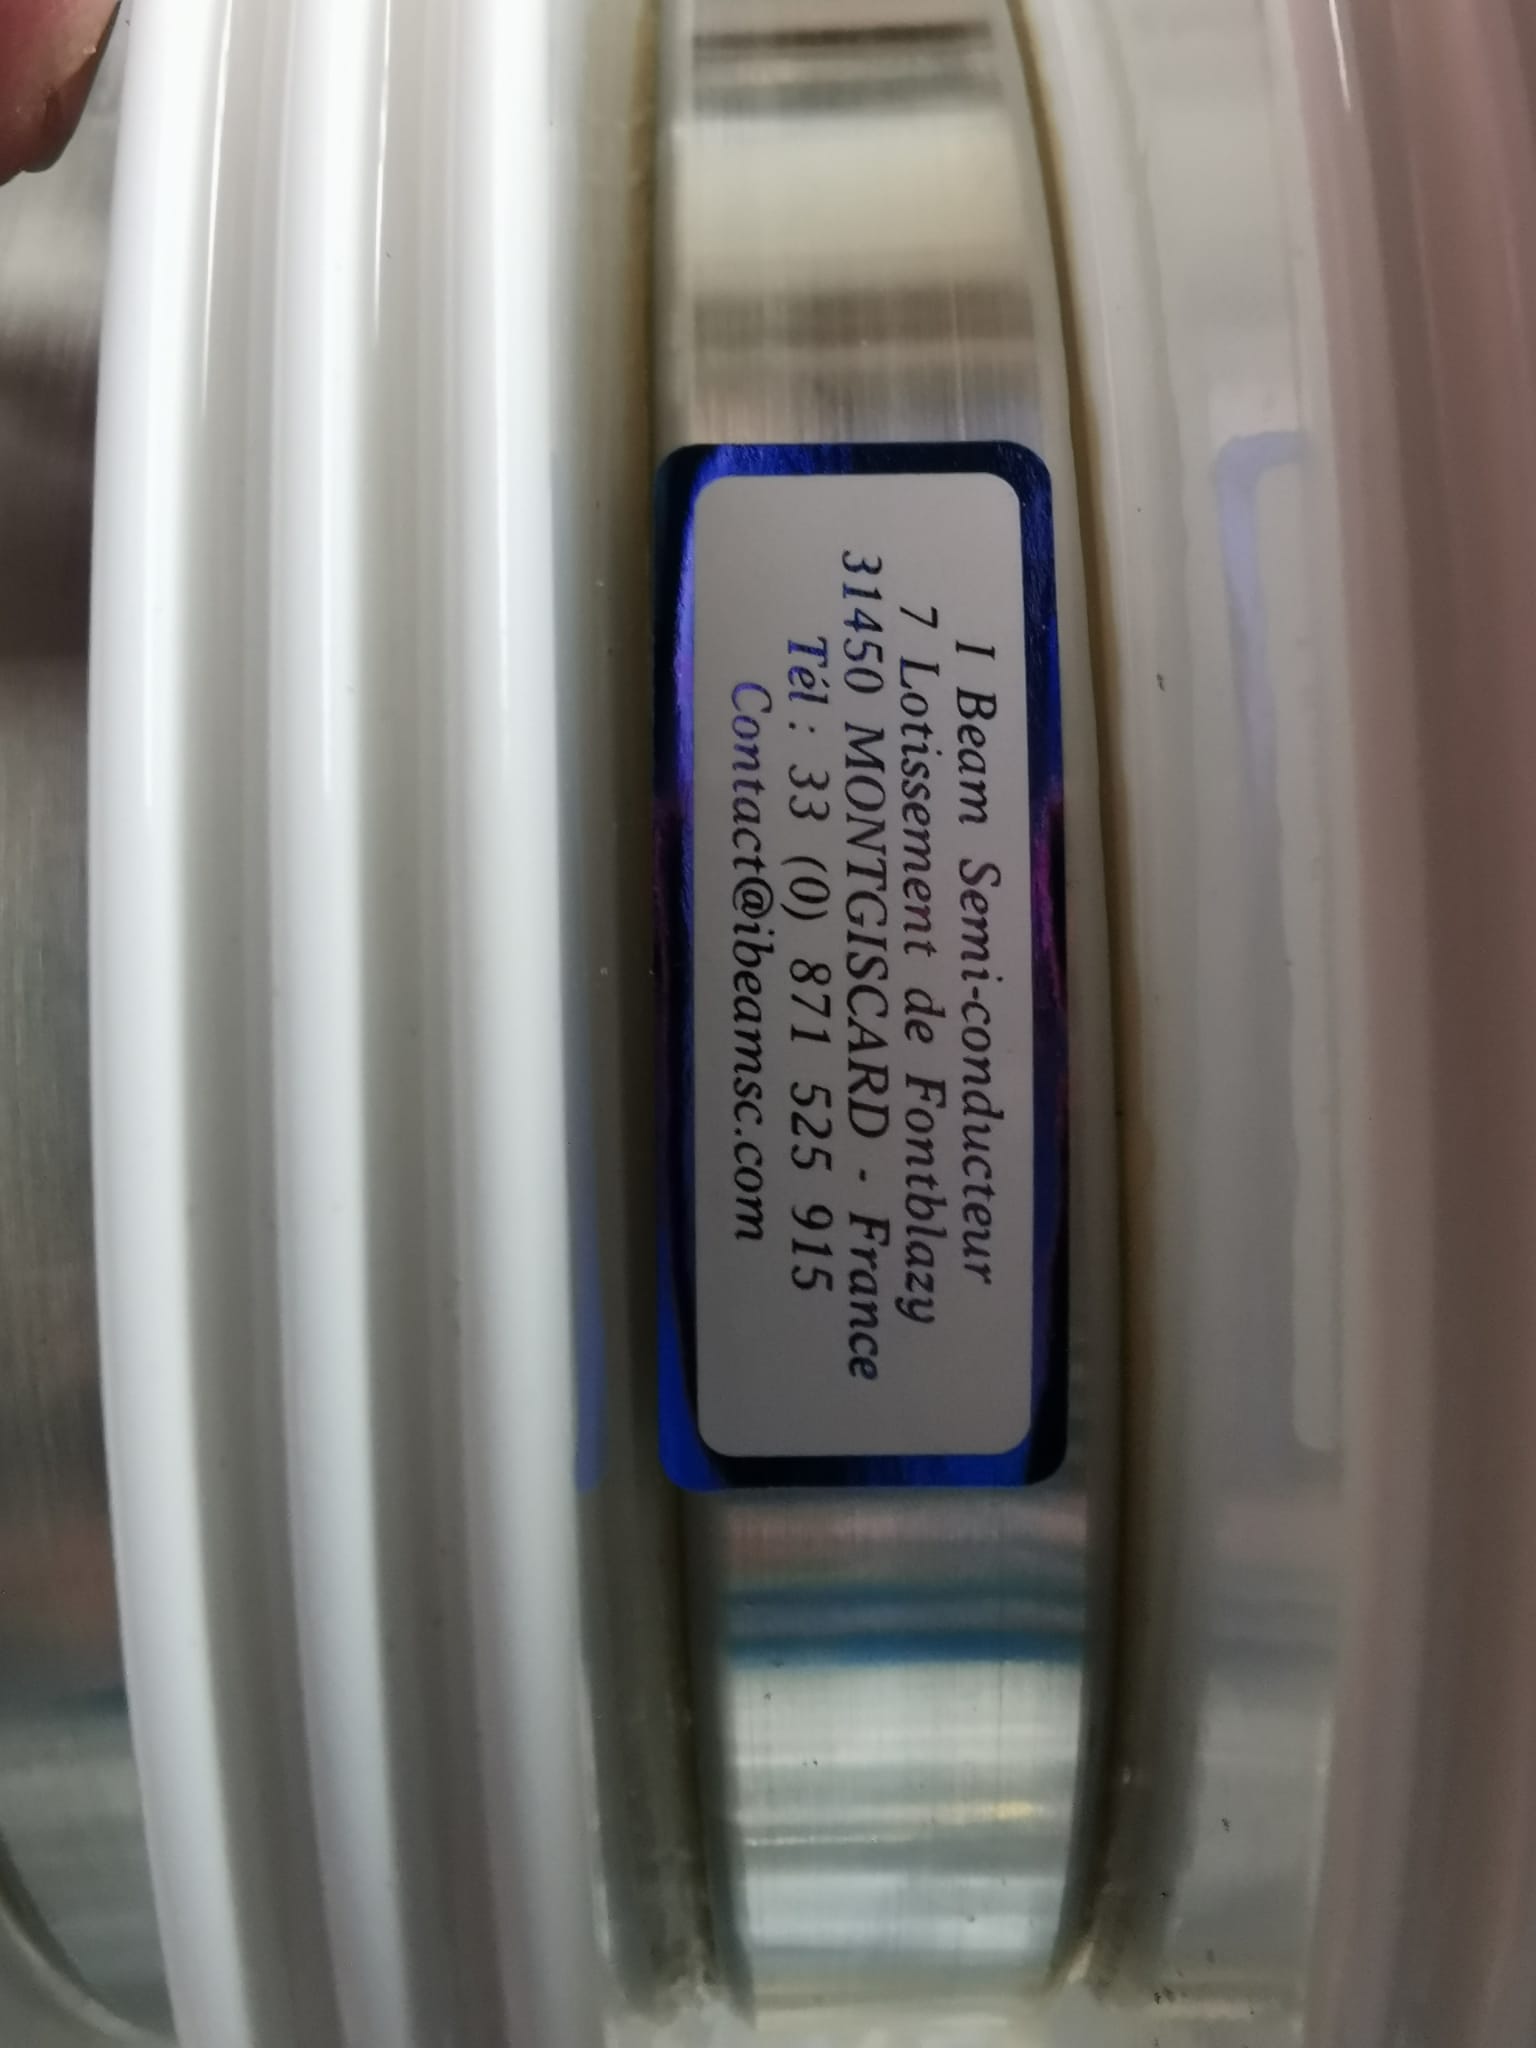 I Beam Semi-conducteur
7 Lotissement de Fontblazy
31450 MONTGISCARD - France
Tél : 33 (0) 871 525 915
Contact@ibeamsc.com